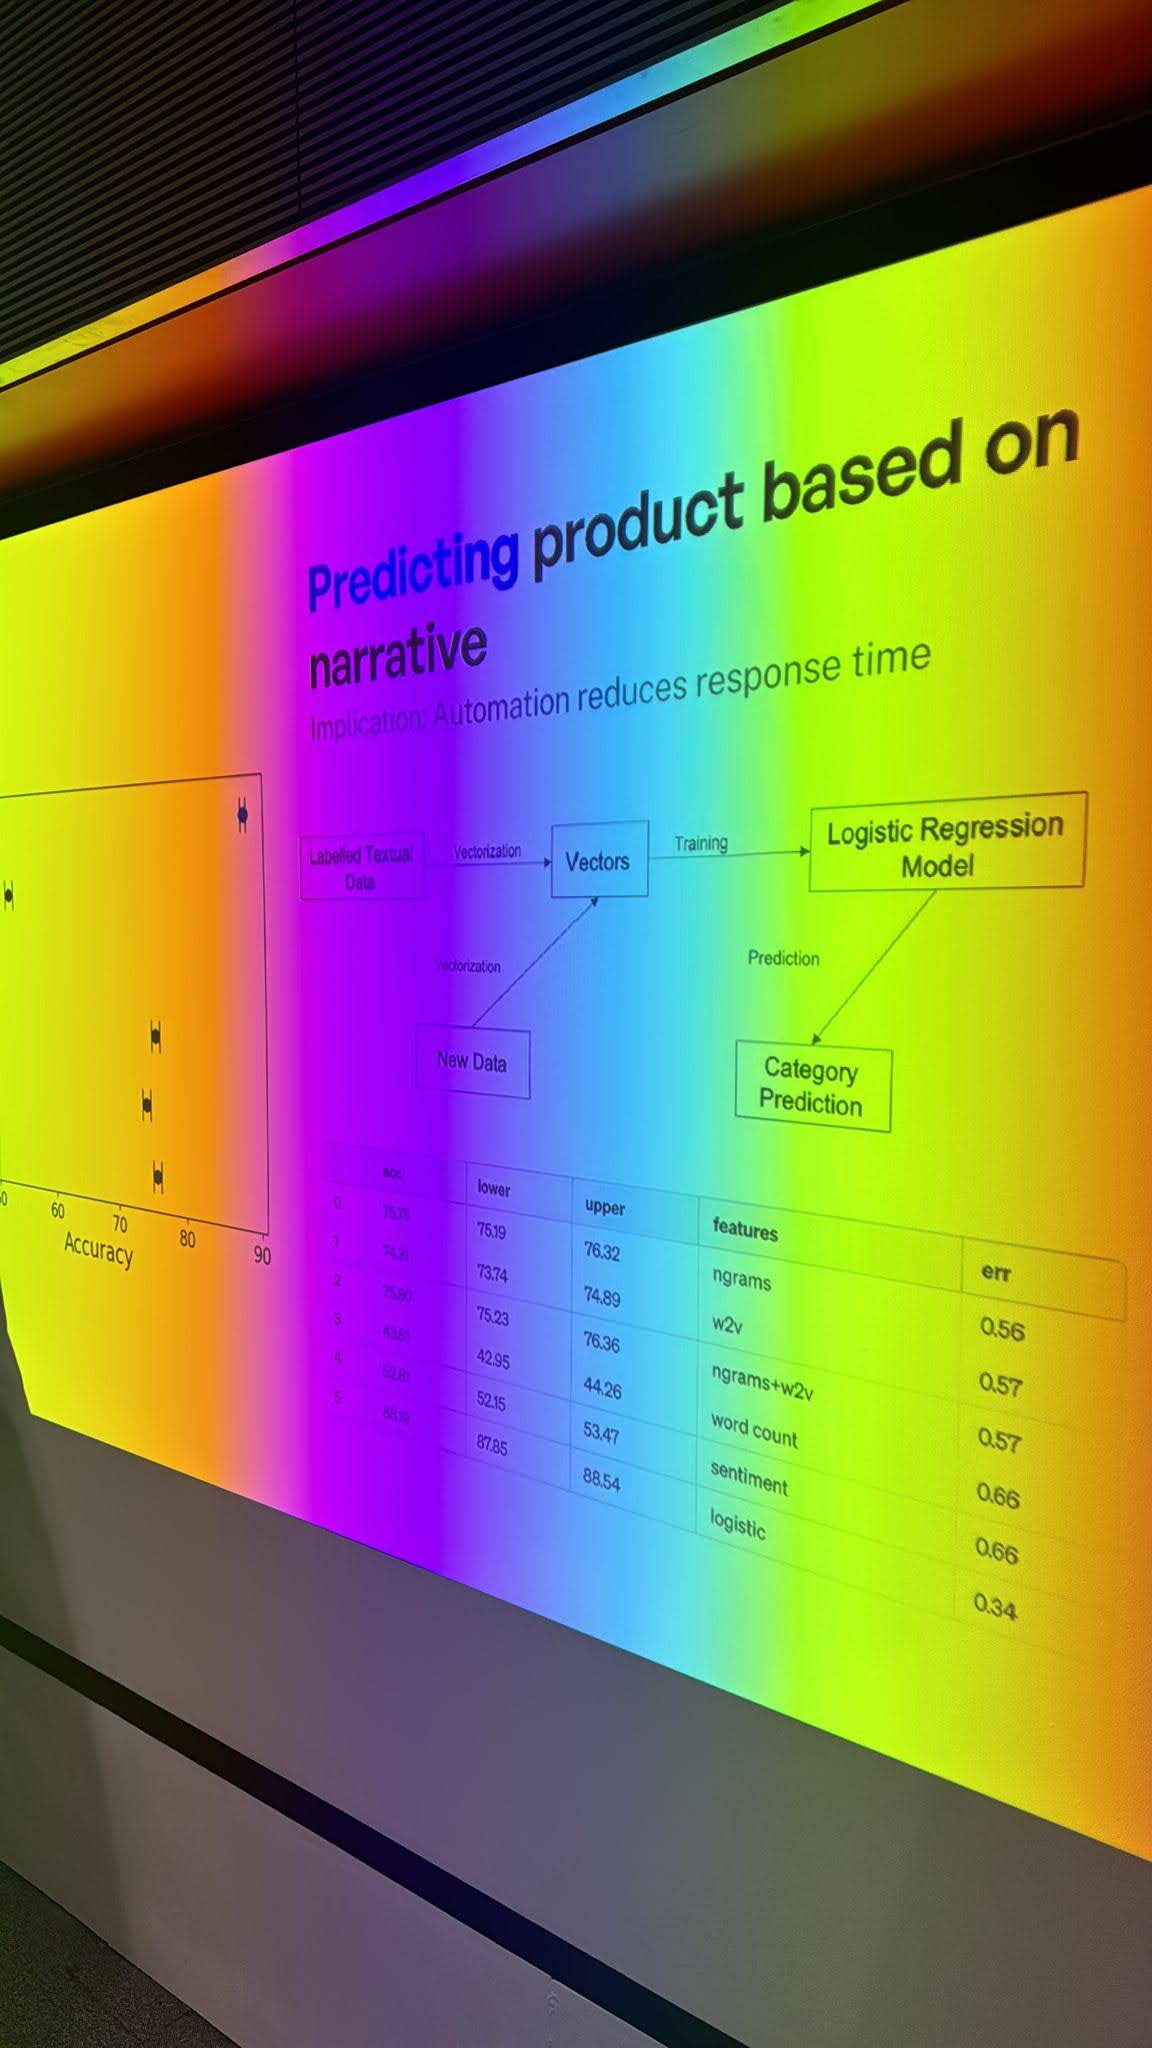 Predicting product based on
narrative
Implication: Automation reduces response time
Labelled Textual
Data
Vectorization
Vectors
Training
Logistic Regression
Model
Vectorization
Prediction
New Data
Category
Prediction
60 70 80 90
Accuracy
acc lower upper features err
0 75.75 75.19 76.32 ngrams 0.56
1 74.31 73.74 74.89 w2v 0.57
2 75.80 75.23 76.36 ngrams+w2v 0.57
3 43.61 42.95 44.26 word count 0.66
4 52.81 52.15 53.47 sentiment 0.66
5 88.19 87.85 88.54 logistic 0.34